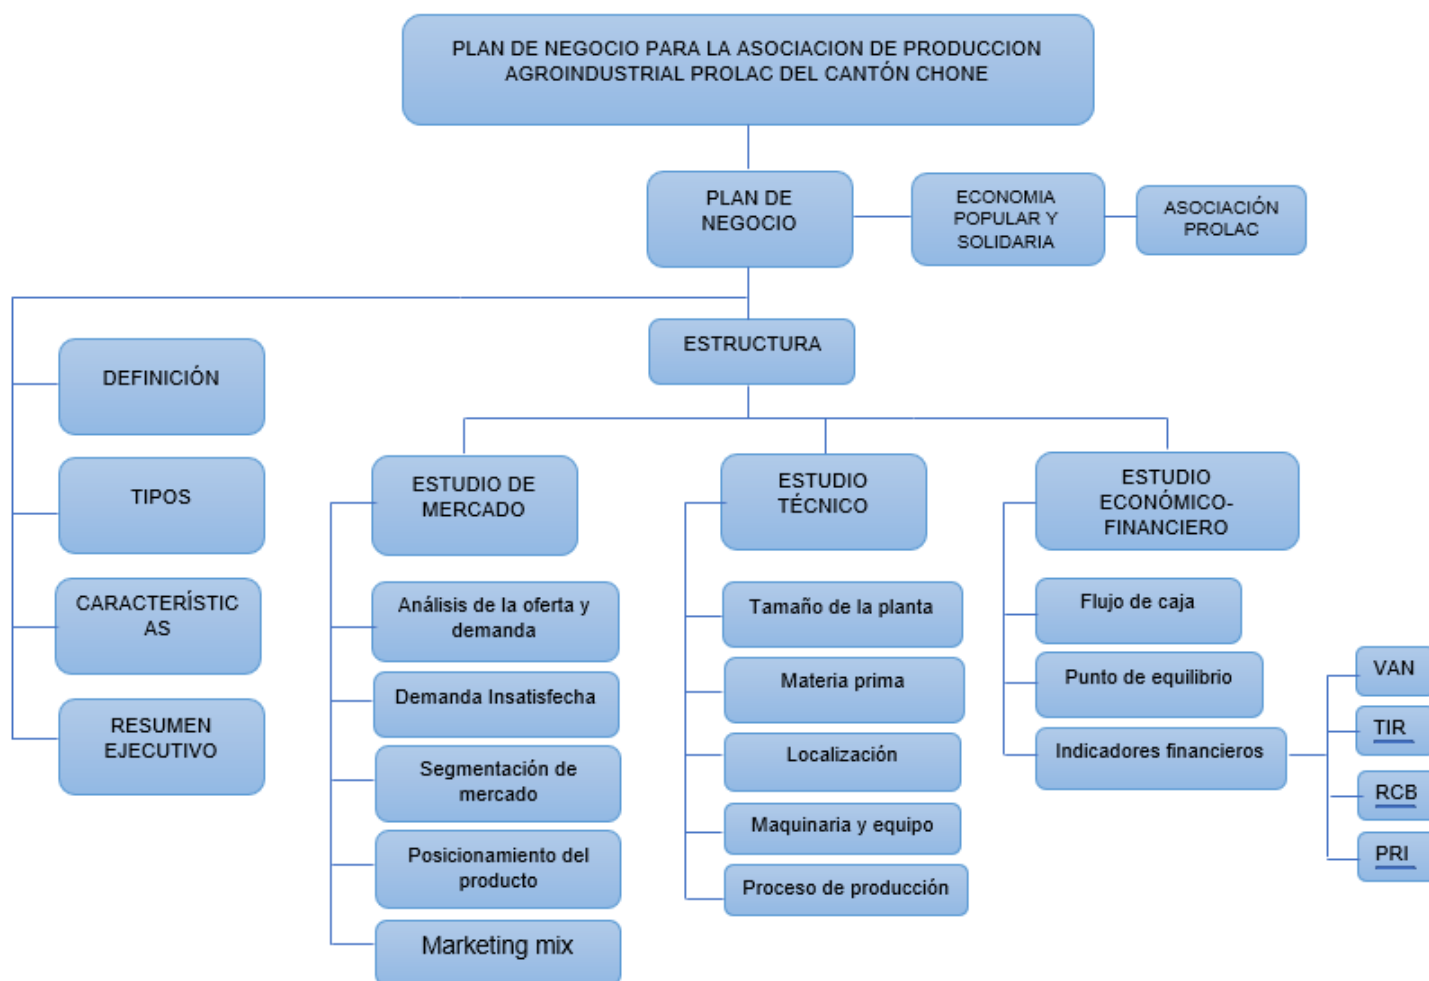 PLAN DE NEGOCIO PARA LA ASOCIACION DE PRODUCCION
AGROINDUSTRIAL PROLAC DEL CANTÓN CHONE
PLAN DE
NEGOCIO
ECONOMIA
POPULAR Y
SOLIDARIA
ASOCIACIÓN
PROLAC
ESTRUCTURA
DEFINICIÓN
TIPOS
CARACTERÍSTIC
AS
RESUMEN
EJECUTIVO
ESTUDIO DE
MERCADO
Análisis de la oferta y
demanda
Demanda Insatisfecha
Segmentación de
mercado
Posicionamiento del
producto
Marketing mix
ESTUDIO
TÉCNICO
Tamaño de la planta
Materia prima
Localización
Maquinaria y equipo
Proceso de producción
ESTUDIO
ECONÓMICO-
FINANCIERO
Flujo de caja
Punto de equilibrio
Indicadores financieros
VAN
TIR
RCB
PRI